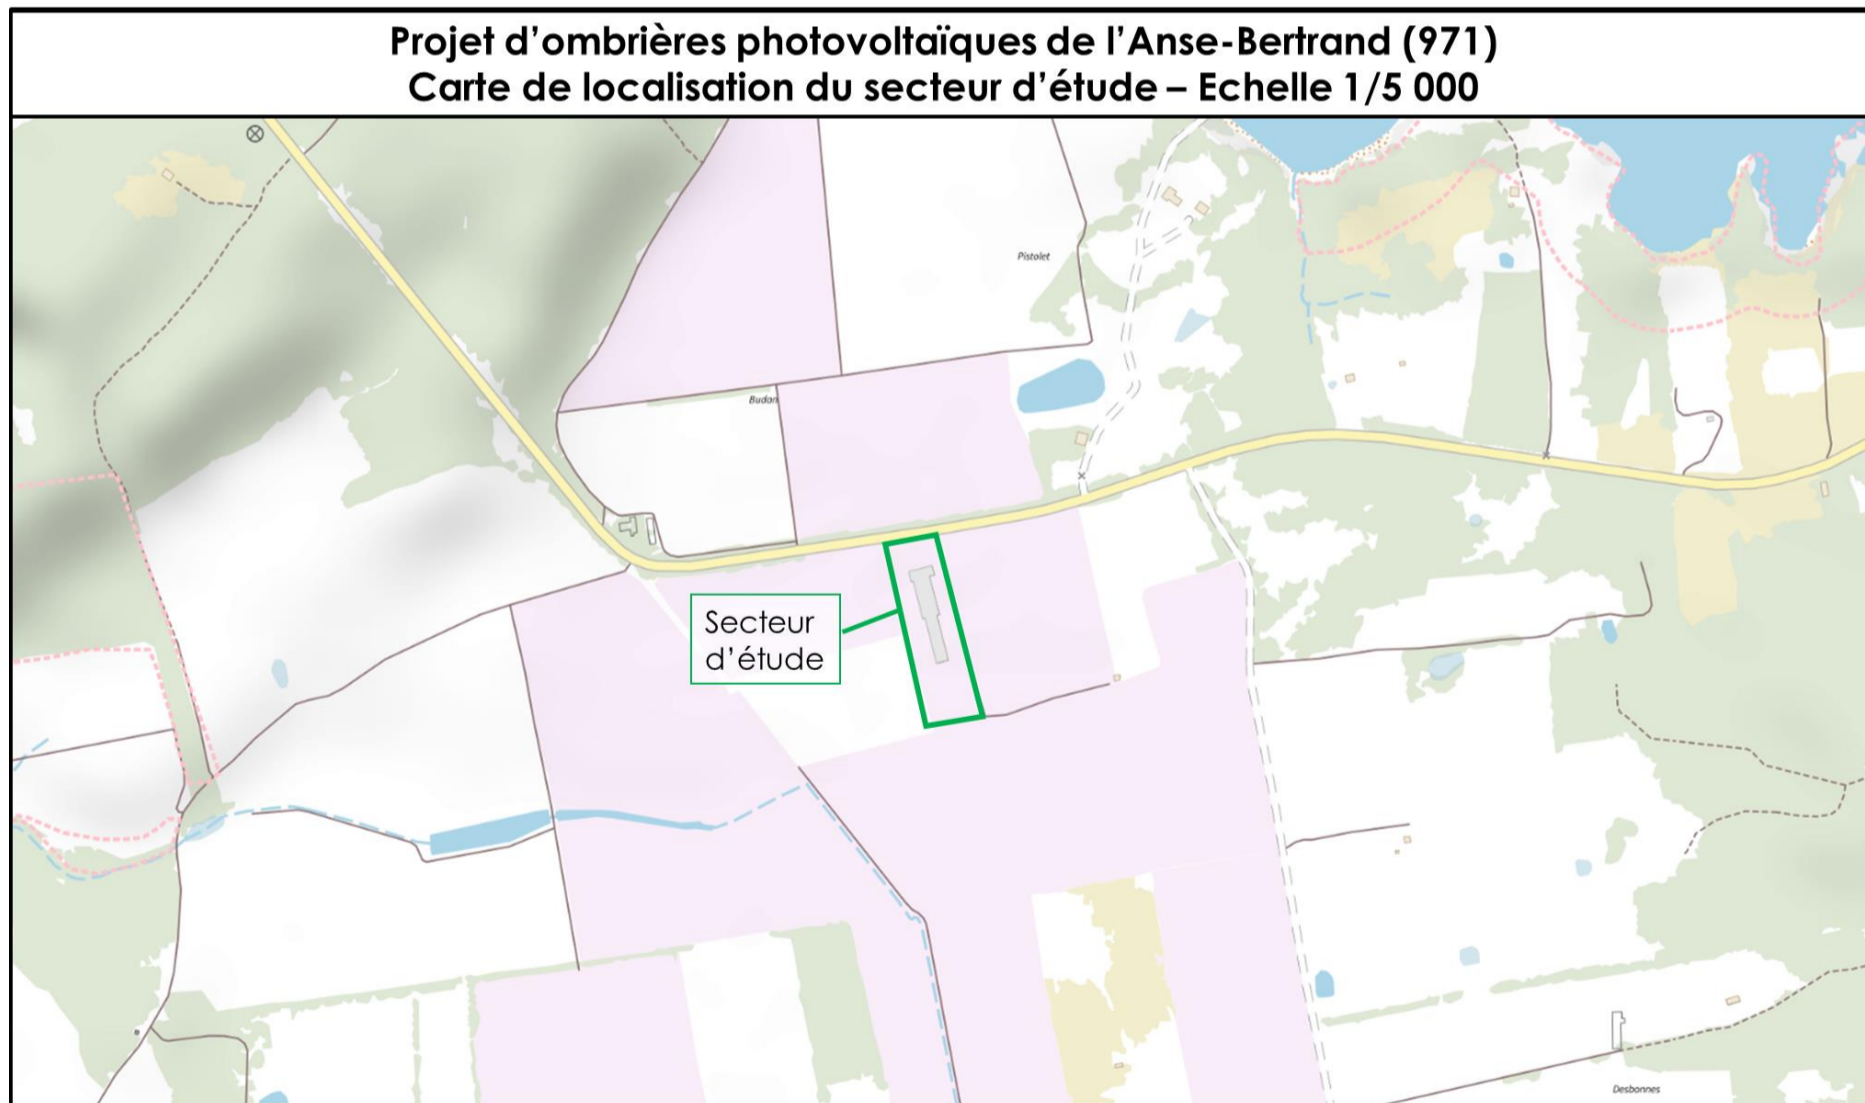 Projet d’ombrières photovoltaïques de l’Anse-Bertrand (971)
Carte de localisation du secteur d’étude – Echelle 1/5 000
Pistolet
Budan
Secteur
d’étude
Desbonnes